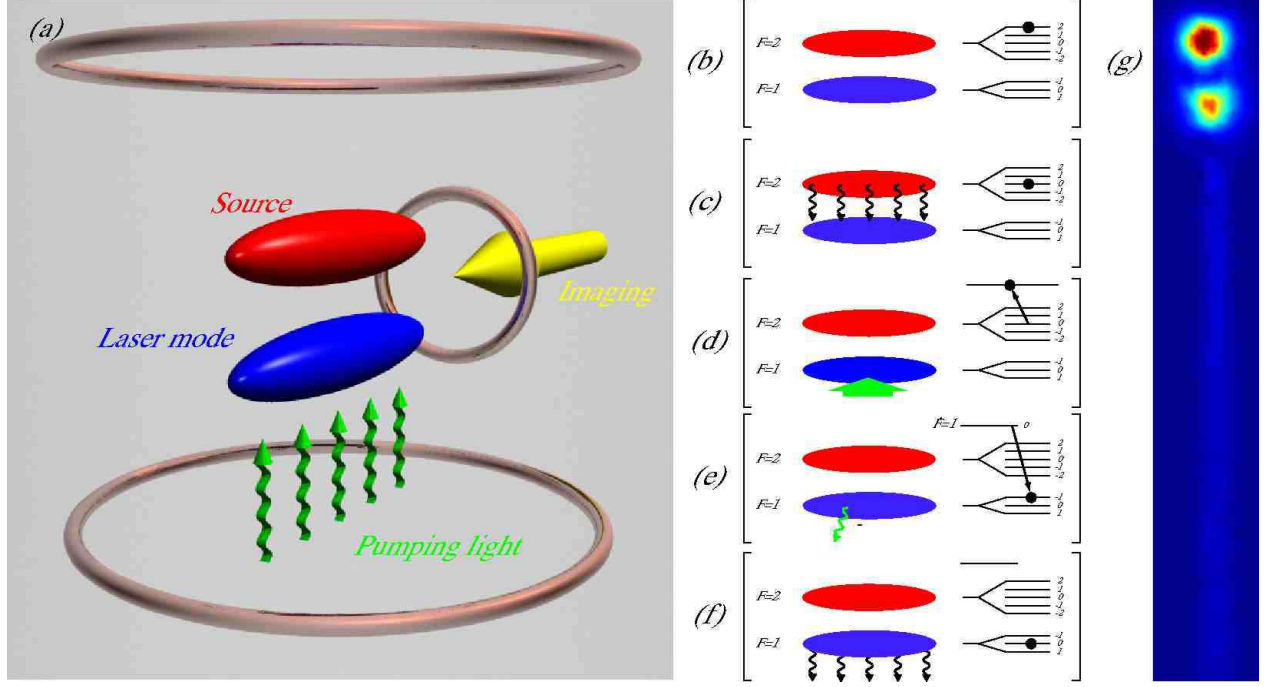 (a)
Source
Laser mode
Imaging
Pumping light
(b)
F=2
F=1
2
1
0
-1
-2
-1
0
1
(c)
F=2
F=1
2
1
0
-1
-2
-1
0
1
(d)
F=2
F=1
2
1
0
-1
-2
-1
0
1
(e)
F=1 0
F=2
F=1
2
1
0
-1
-2
-1
0
1
-
(f)
F=2
F=1
2
1
0
-1
-2
-1
0
1
(g)